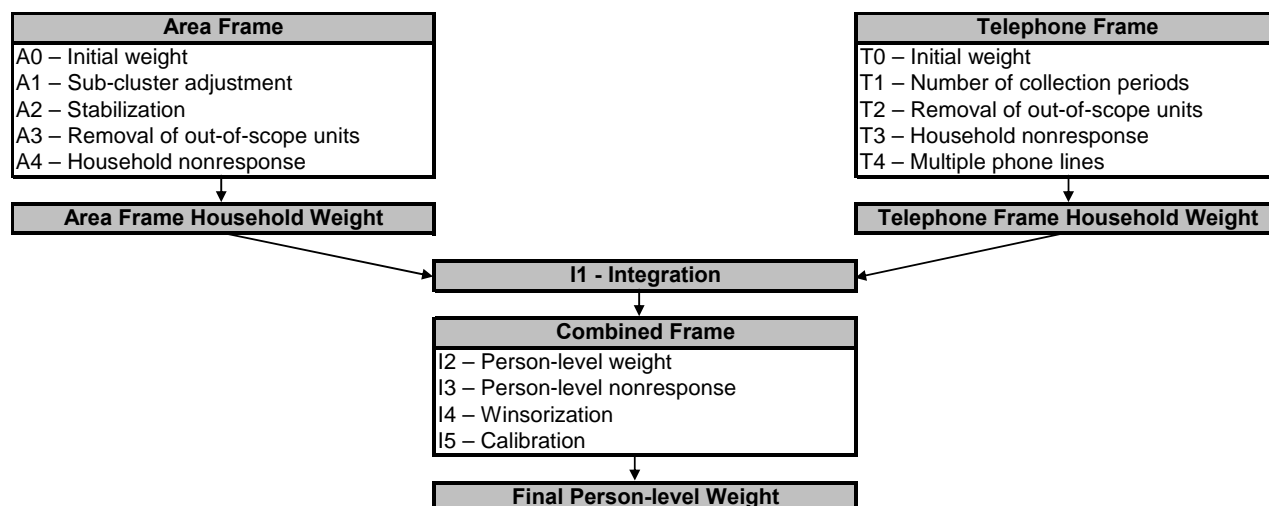 Area Frame
A0 – Initial weight
A1 – Sub-cluster adjustment
A2 – Stabilization
A3 – Removal of out-of-scope units
A4 – Household nonresponse
Area Frame Household Weight
Telephone Frame
T0 – Initial weight
T1 – Number of collection periods
T2 – Removal of out-of-scope units
T3 – Household nonresponse
T4 – Multiple phone lines
Telephone Frame Household Weight
I1 - Integration
Combined Frame
I2 – Person-level weight
I3 – Person-level nonresponse
I4 – Winsorization
I5 – Calibration
Final Person-level Weight